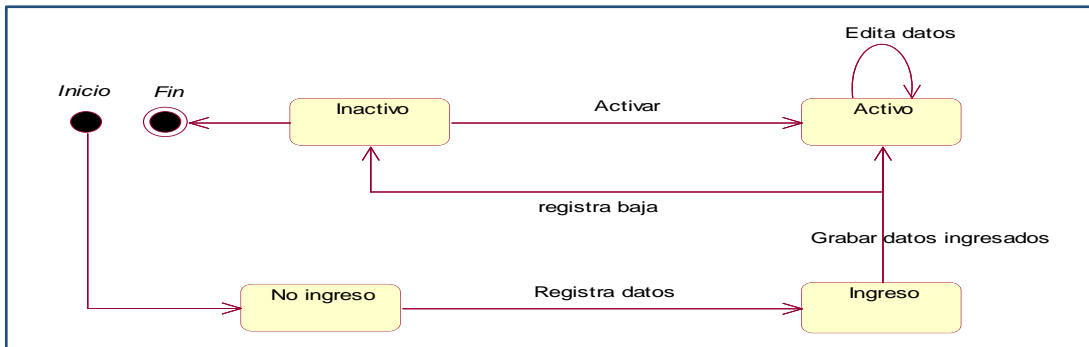 Edita datos
Inicio
Fin
Inactivo
Activar
Activo
registra baja
Grabar datos ingresados
No ingreso
Registra datos
Ingreso